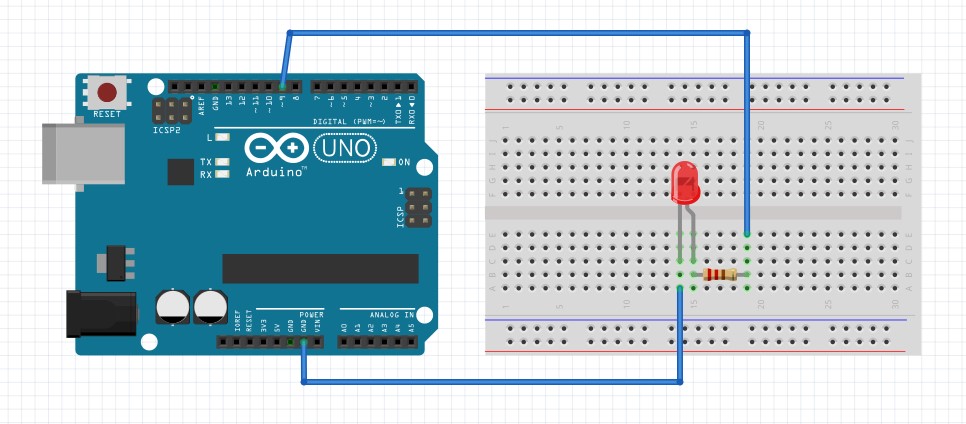 RESET
ICSP2
AREF
GND
13
12
~11
~10
~9
8
7
~6
~5
4
~3
2
TXD ▶ 1
RXD ◀ 0
DIGITAL (PWM=~)
L
TX
RX
Arduino™
UNO
ON
1
ICSP
IOREF
RESET
3V3
5V
GND
GND
VIN
POWER
A0
A1
A2
A3
A4
A5
ANALOG IN
1 5 10 15 20 25 30
J
I
H
G
F
J
I
H
G
F
E
D
C
B
A
E
D
C
B
A
1 5 10 15 20 25 30